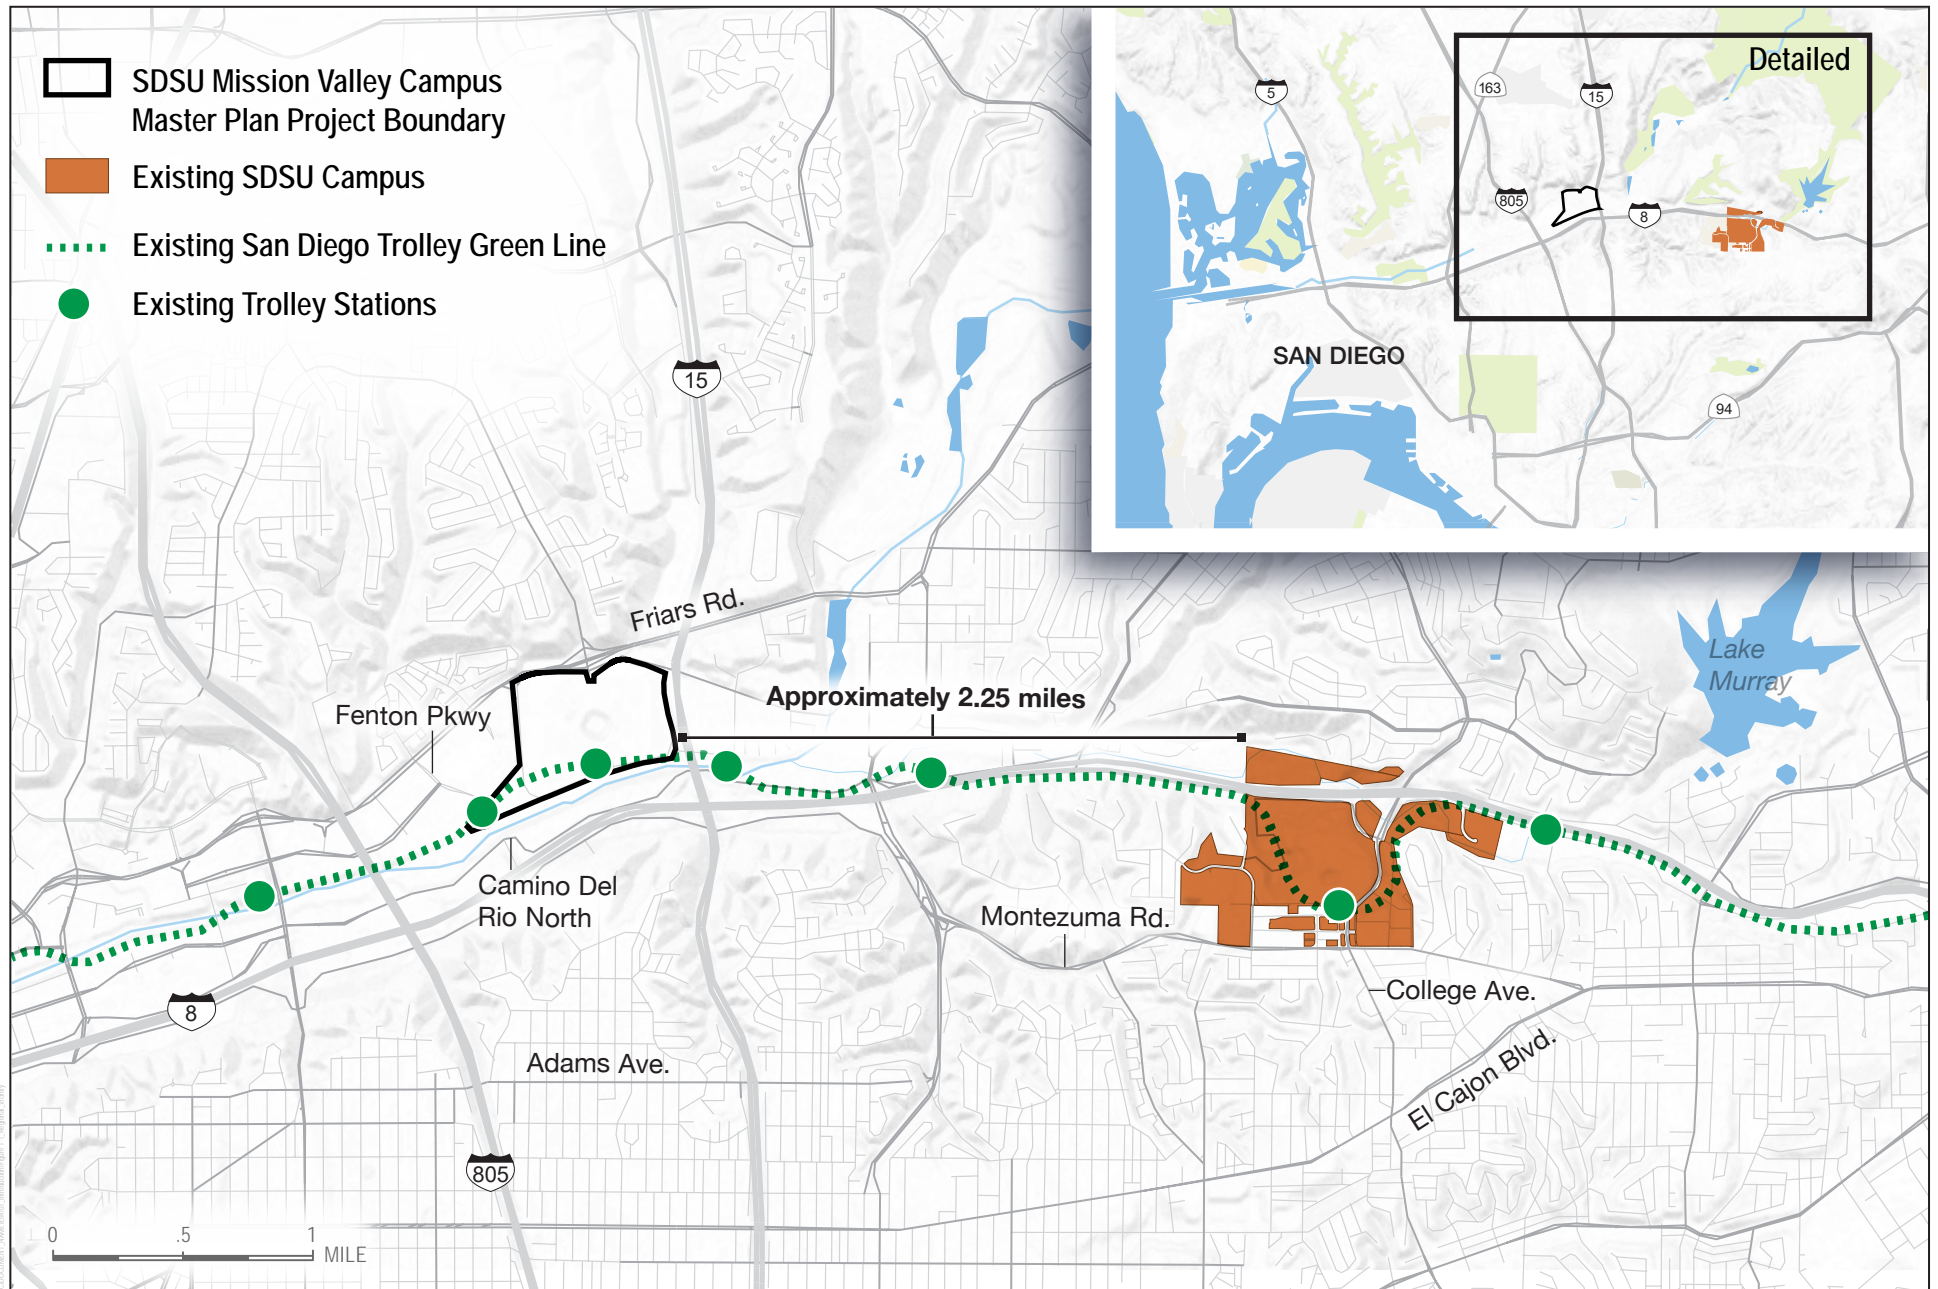 SDSU Mission Valley Campus
Master Plan Project Boundary
Existing SDSU Campus
Existing San Diego Trolley Green Line
Existing Trolley Stations
Detailed
5
163
15
805
8
SAN DIEGO
94
15
Friars Rd.
Lake
Murray
Approximately 2.25 miles
Fenton Pkwy
Camino Del
Rio North
Montezuma Rd.
College Ave.
8
Adams Ave.
El Cajon Blvd.
805
0 .5 1
MILE